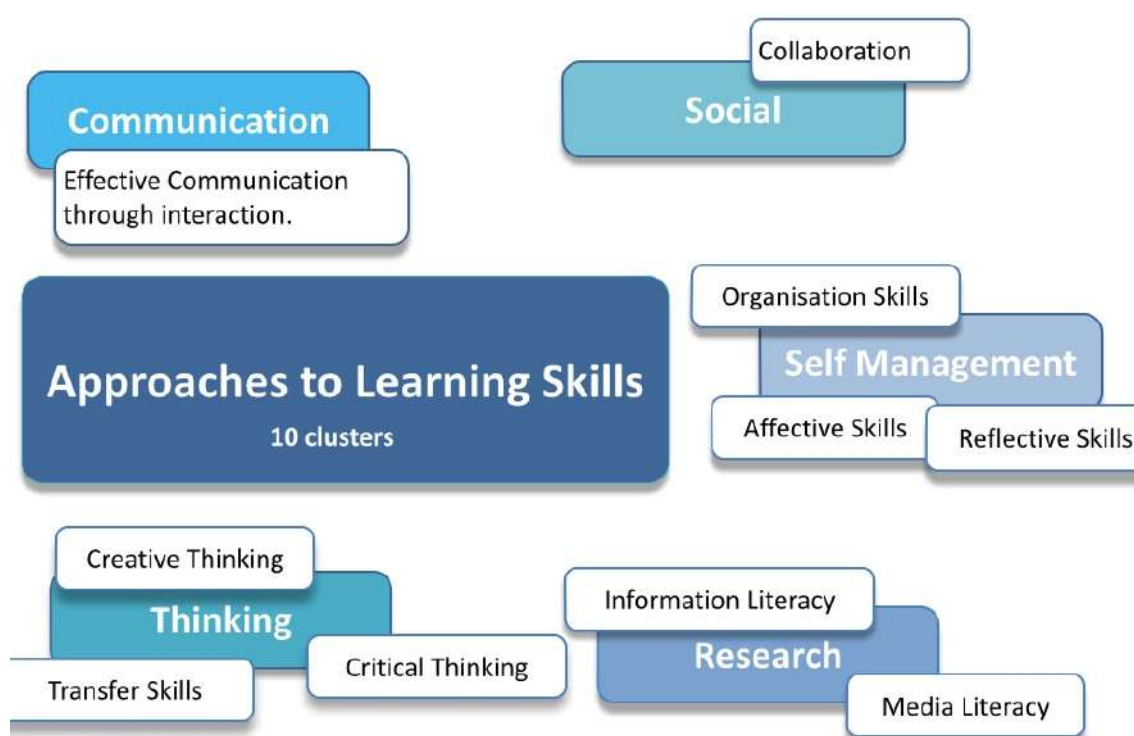 Collaboration
Social
Communication
Effective Communication
through interaction.
Organisation Skills
Self Management
Affective Skills
Reflective Skills
Approaches to Learning Skills
10 clusters
Creative Thinking
Thinking
Critical Thinking
Transfer Skills
Information Literacy
Research
Media Literacy